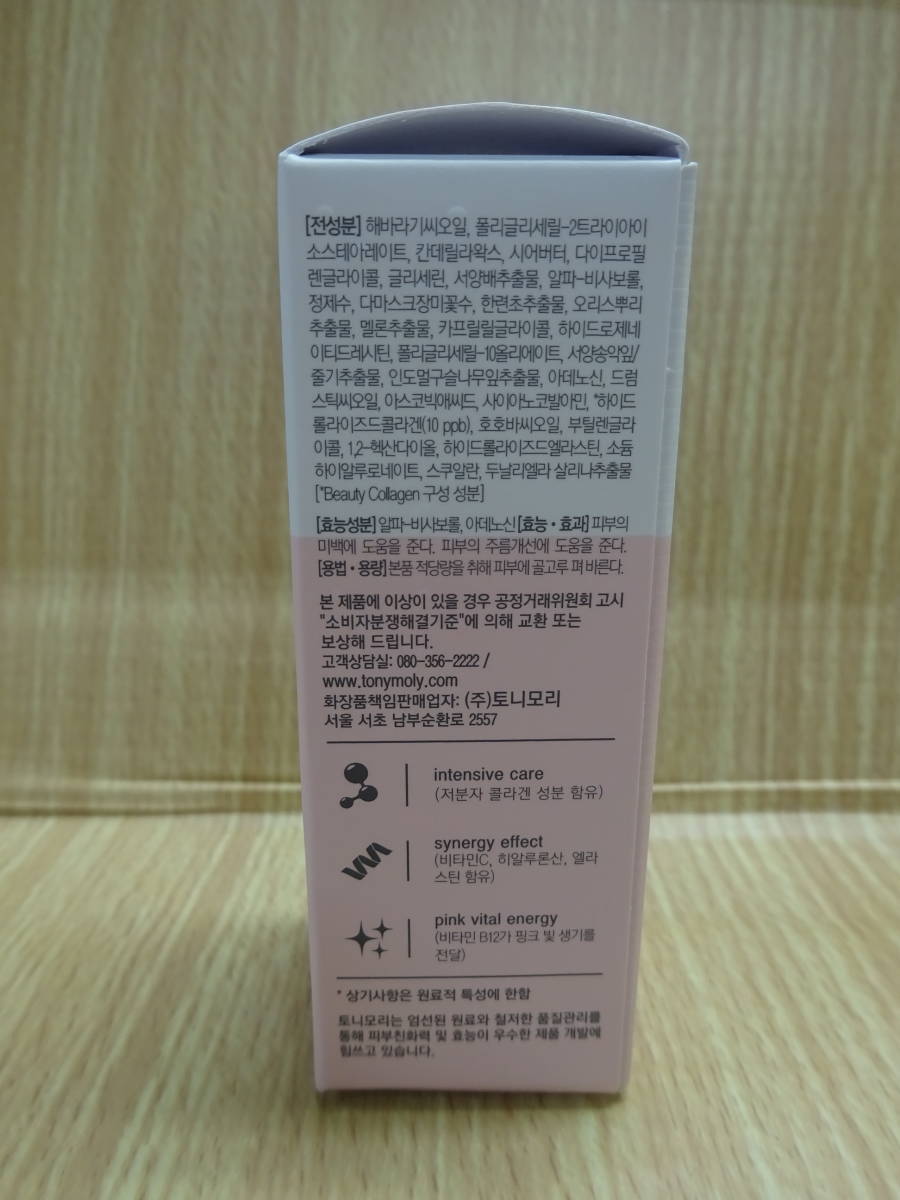 [전성분] 해바라기씨오일, 폴리글리세릴-2트라이아이
소스테아레이트, 칸데릴라왁스, 시어버터, 다이프로필
렌글라이콜, 글리세린, 서양배추출물, 알파-비사보롤,
정제수, 다마스크장미꽃수, 한련초추출물, 오리스뿌리
추출물, 멜론추출물, 카프릴릴글라이콜, 하이드로제네
이티드레시틴, 폴리글리세릴-10올리에이트, 서양송악잎/
줄기추출물, 인도멀구슬나무잎추출물, 아데노신, 드럼
스틱씨오일, 아스코빅애씨드, 사이아노코발아민, *하이드
롤라이즈드콜라겐(10 ppb), 호호바씨오일, 부틸렌글라
이콜, 1,2-헥산다이올, 하이드롤라이즈드엘라스틴, 소듐
하이알루로네이트, 스쿠알란, 두날리엘라 살리나추출물
[*Beauty Collagen 구성 성분]
[효능성분] 알파-비사보롤, 아데노신 [효능·효과] 피부의
미백에 도움을 준다. 피부의 주름개선에 도움을 준다.
[용법·용량] 본품 적당량을 취해 피부에 골고루 펴 바른다.
본 제품에 이상이 있을 경우 공정거래위원회 고시
"소비자분쟁해결기준"에 의해 교환 또는
보상해 드립니다.
고객상담실: 080-356-2222 /
www.tonymoly.com
화장품책임판매업자: (주)토니모리
서울 서초 남부순환로 2557
intensive care
(저분자 콜라겐 성분 함유)
synergy effect
(비타민C, 히알루론산, 엘라
스틴 함유)
pink vital energy
(비타민 B12가 핑크 빛 생기를
전달)
* 상기사항은 원료적 특성에 한함
토니모리는 엄선된 원료와 철저한 품질관리를
통해 피부친화력 및 효능이 우수한 제품 개발에
힘쓰고 있습니다.